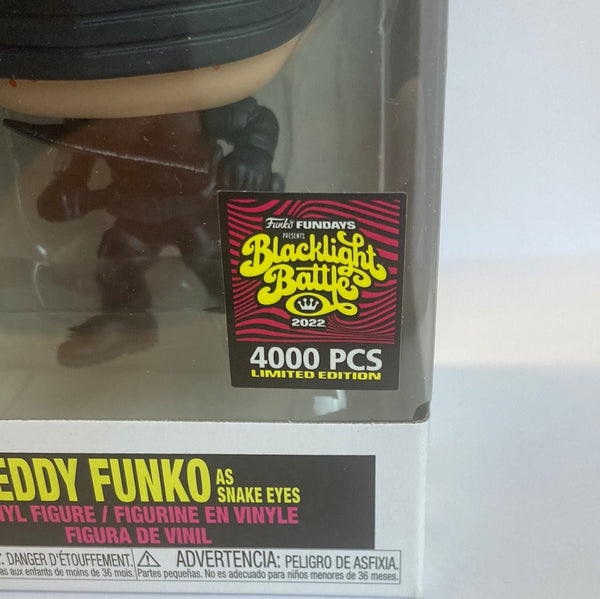 Funko FUNDAYS
PRESENTS
Blacklight
Battle
2022
4000 PCS
LIMITED EDITION
EDDY FUNKO AS
SNAKE EYES
YL FIGURE / FIGURINE EN VINYLE
FIGURA DE VINIL
: DANGER D'ÉTOUFFEMENT. ADVERTENCIA: PELIGRO DE ASFIXIA.
as aux enfants de moins de 36 mois. Partes pequeñas. No es adecuado para niños menores de 36 meses.